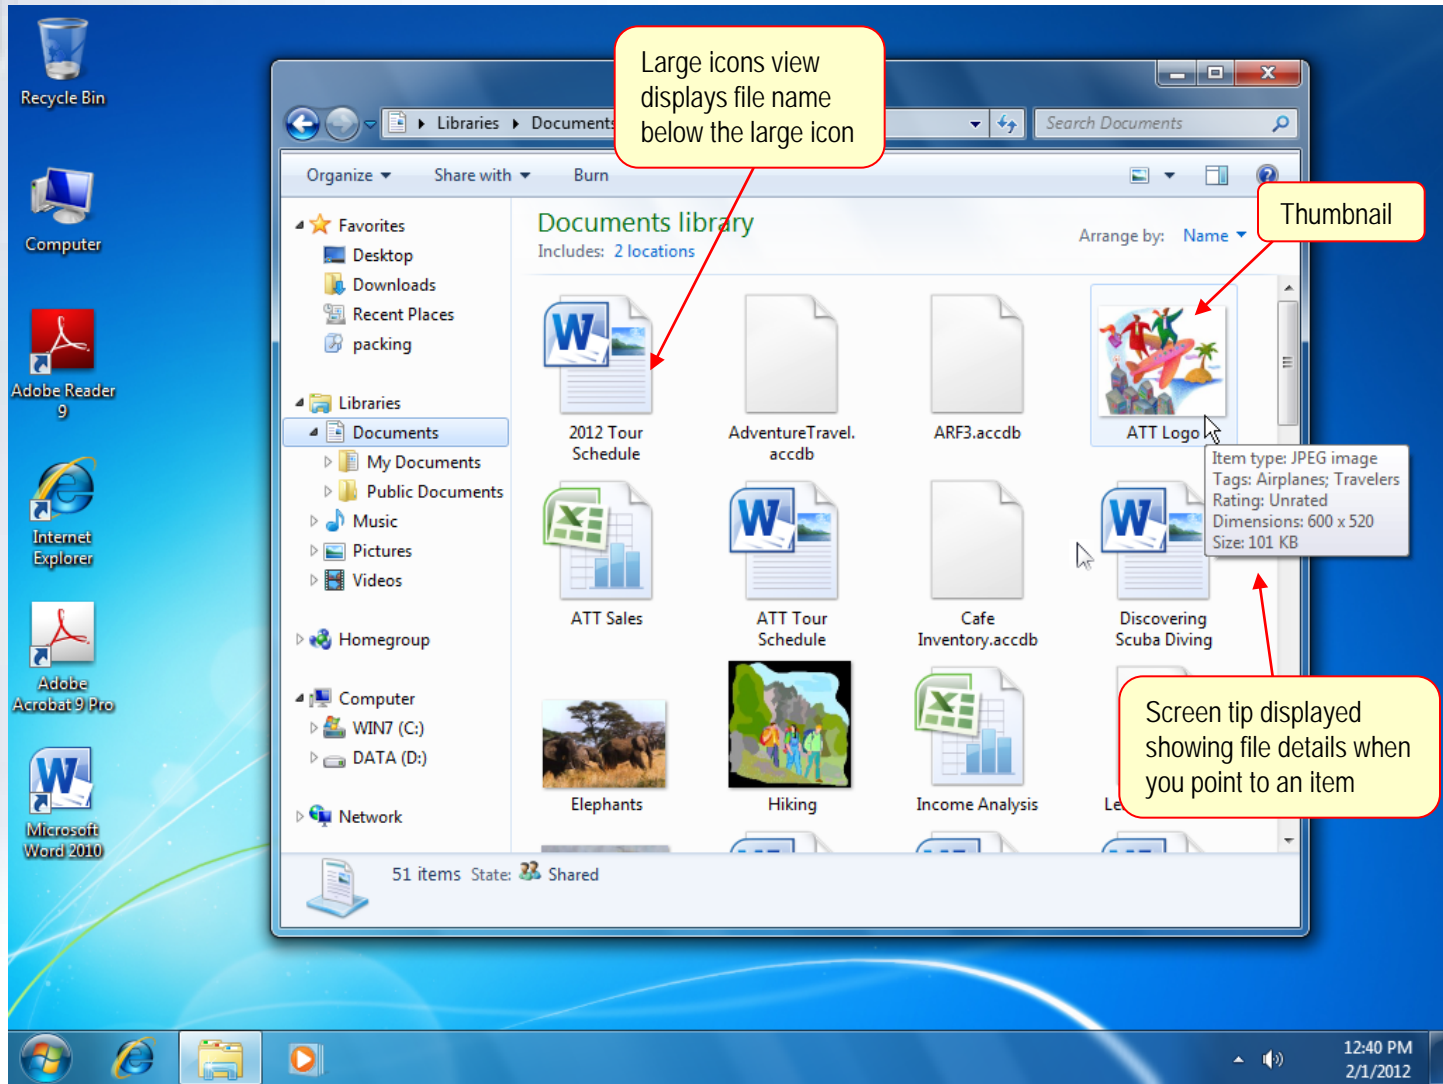 Recycle Bin
Computer
Adobe Reader
9
Internet
Explorer
Adobe
Acrobat 9 Pro
Microsoft
Word 2010
Large icons view
displays file name
below the large icon
Libraries
Documents
Search Documents
Organize
Share with
Burn
Thumbnail
Favorites
Desktop
Downloads
Recent Places
packing
Libraries
Documents
My Documents
Public Documents
Music
Pictures
Videos
Homegroup
Computer
WIN7 (C:)
DATA (D:)
Network
Documents library
Includes: 2 locations
Arrange by: Name
2012 Tour
Schedule
AdventureTravel.
accdb
ARF3.accdb
ATT Logo
Item type: JPEG image
Tags: Airplanes; Travelers
Rating: Unrated
Dimensions: 600 x 520
Size: 101 KB
ATT Sales
ATT Tour
Schedule
Cafe
Inventory.accdb
Discovering
Scuba Diving
Elephants
Hiking
Income Analysis
Screen tip displayed
showing file details when
you point to an item
51 items State: Shared
12:40 PM
2/1/2012